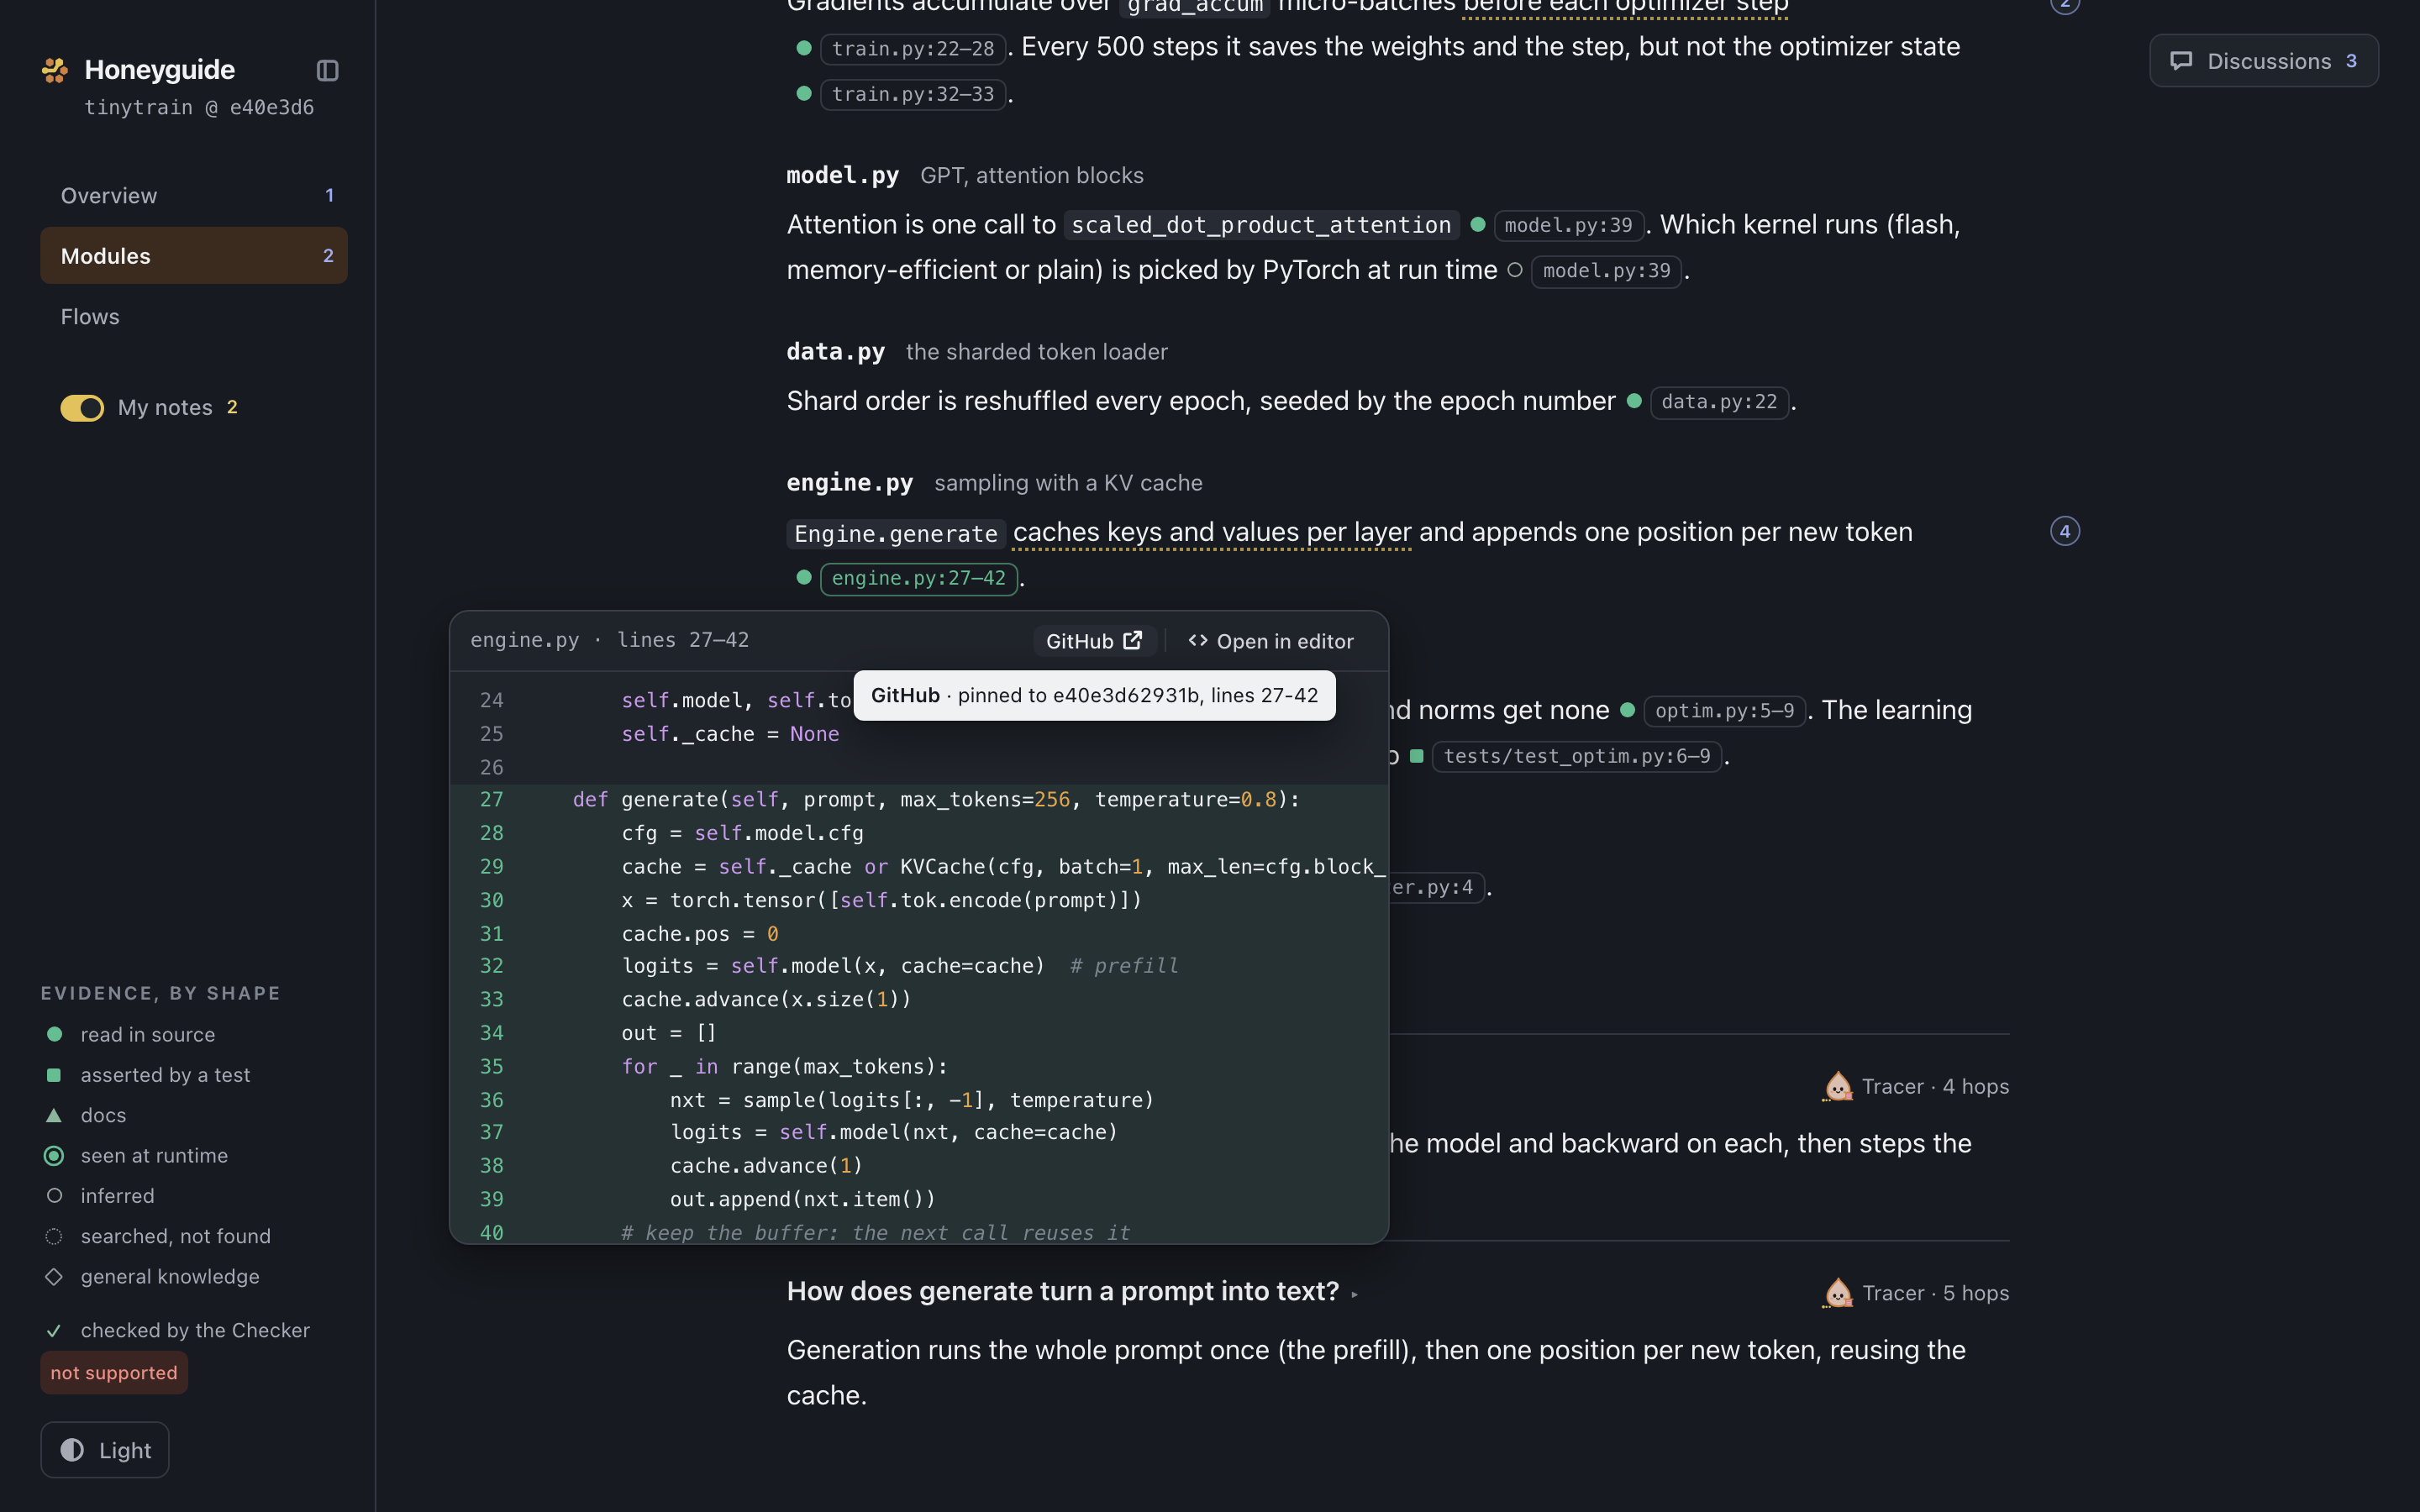 Honeyguide
tinytrain @ e40e3d6
Overview 1
Modules 2
Flows
My notes 2
EVIDENCE, BY SHAPE
read in source
asserted by a test
docs
seen at runtime
inferred
searched, not found
general knowledge
checked by the Checker
not supported
Light
Discussions 3
Gradients accumulate over grad_accum micro-batches before each optimizer step 2
train.py:22–28. Every 500 steps it saves the weights and the step, but not the optimizer state
train.py:32–33.
model.py GPT, attention blocks
Attention is one call to scaled_dot_product_attention model.py:39. Which kernel runs (flash,
memory-efficient or plain) is picked by PyTorch at run time model.py:39.
data.py the sharded token loader
Shard order is reshuffled every epoch, seeded by the epoch number data.py:22.
engine.py sampling with a KV cache
Engine.generate caches keys and values per layer and appends one position per new token 4
engine.py:27–42.
engine.py · lines 27–42 GitHub Open in editor
GitHub · pinned to e40e3d62931b, lines 27-42
24 self.model, self.to
25 self._cache = None
26
27 def generate(self, prompt, max_tokens=256, temperature=0.8):
28 cfg = self.model.cfg
29 cache = self._cache or KVCache(cfg, batch=1, max_len=cfg.block_
30 x = torch.tensor([self.tok.encode(prompt)])
31 cache.pos = 0
32 logits = self.model(x, cache=cache) # prefill
33 cache.advance(x.size(1))
34 out = []
35 for _ in range(max_tokens):
36 nxt = sample(logits[:, −1], temperature)
37 logits = self.model(nxt, cache=cache)
38 cache.advance(1)
39 out.append(nxt.item())
40 # keep the buffer: the next call reuses it
norms get none optim.py:5–9. The learning
tests/test_optim.py:6–9.
er.py:4.
Tracer · 4 hops
he model and backward on each, then steps the
How does generate turn a prompt into text? ▸
Tracer · 5 hops
Generation runs the whole prompt once (the prefill), then one position per new token, reusing the
cache.